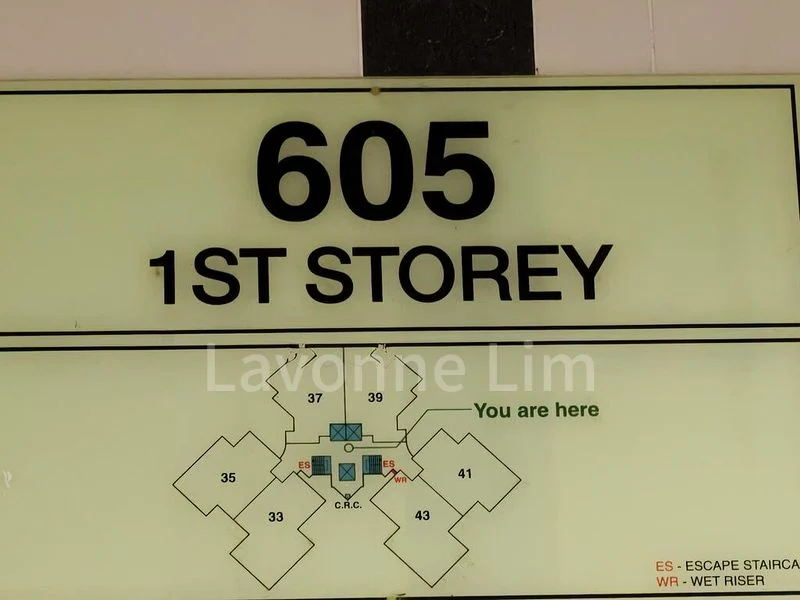 605
1ST STOREY
Lavonne Lim
37
39
You are here
35
ES
ES
WR
41
33
C.R.C.
43
ES - ESCAPE STAIRCA
WR - WET RISER